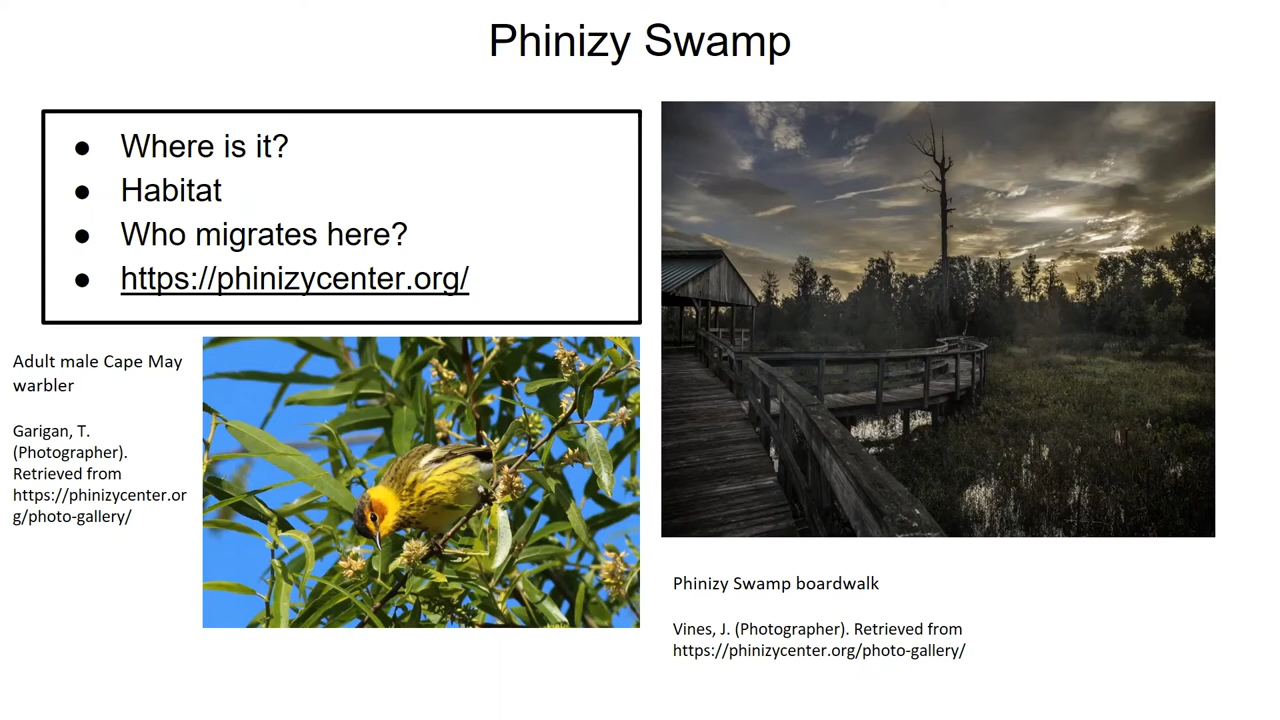 Phinizy Swamp
● Where is it?
● Habitat
● Who migrates here?
● https://phinizycenter.org/
Adult male Cape May
warbler
Garigan, T.
(Photographer).
Retrieved from
https://phinizycenter.or
g/photo-gallery/
Phinizy Swamp boardwalk
Vines, J. (Photographer). Retrieved from
https://phinizycenter.org/photo-gallery/